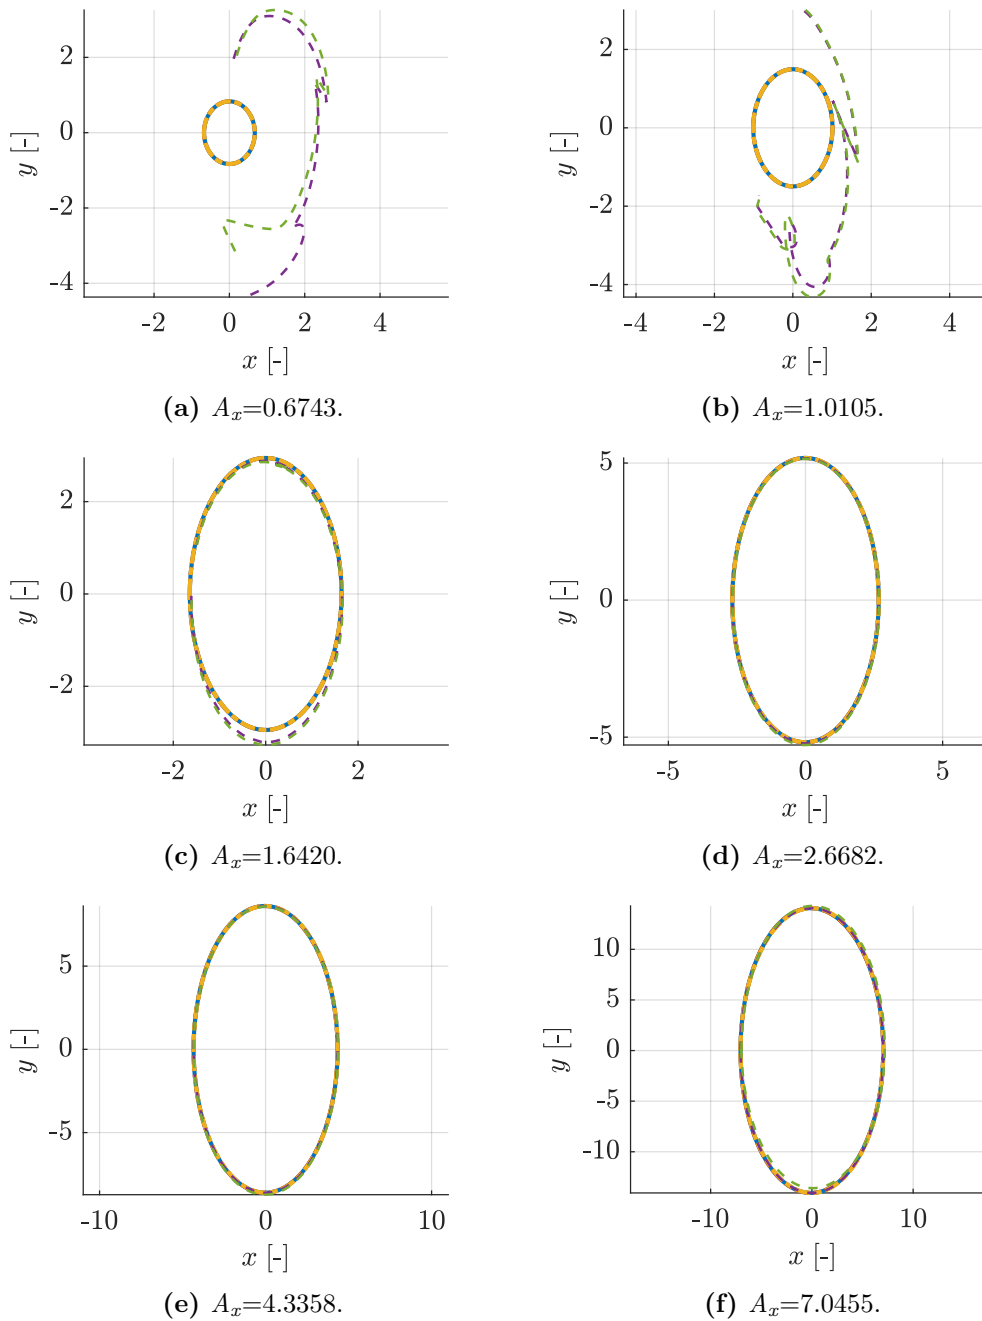 2
0
-2
-4
y [-]
-2 0 2 4
x [-]
(a) A_x=0.6743.
2
0
-2
-4
y [-]
-4 -2 0 2 4
x [-]
(b) A_x=1.0105.
2
0
-2
y [-]
-2 0 2
x [-]
(c) A_x=1.6420.
5
0
-5
y [-]
-5 0 5
x [-]
(d) A_x=2.6682.
5
0
-5
y [-]
-10 0 10
x [-]
(e) A_x=4.3358.
10
5
0
-5
-10
y [-]
-10 0 10
x [-]
(f) A_x=7.0455.